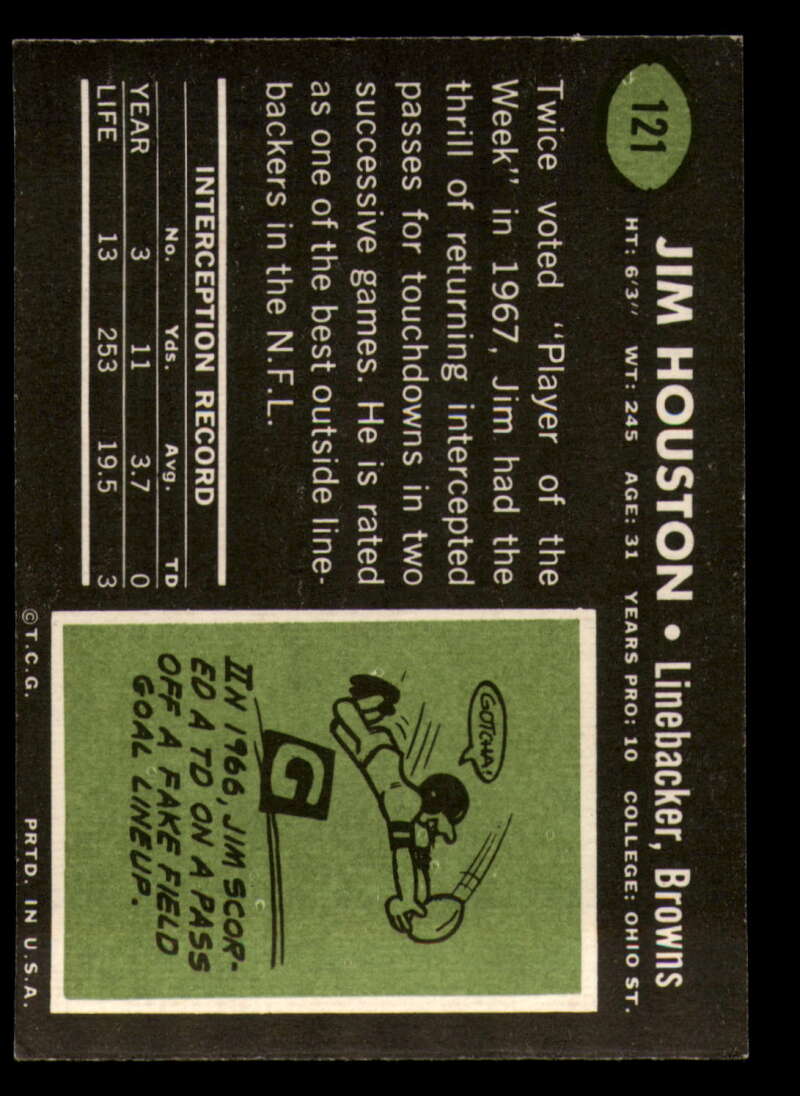 121
JIM HOUSTON • Linebacker, Browns
HT: 6'3" WT: 245 AGE: 31 YEARS PRO: 10 COLLEGE: OHIO ST.
Twice voted "Player of the
Week" in 1967, Jim had the
thrill of returning intercepted
passes for touchdowns in two
successive games. He is rated
as one of the best outside line-
backers in the N.F.L.
INTERCEPTION RECORD
No. Yds. Avg. TD
YEAR 3 11 3.7 0
LIFE 13 253 19.5 3
GOTCHA!
G
IN 1966, JIM SCOR-
ED A TD ON A PASS
OFF A FAKE FIELD
GOAL LINEUP.
©T.C.G. PRTD. IN U.S.A.